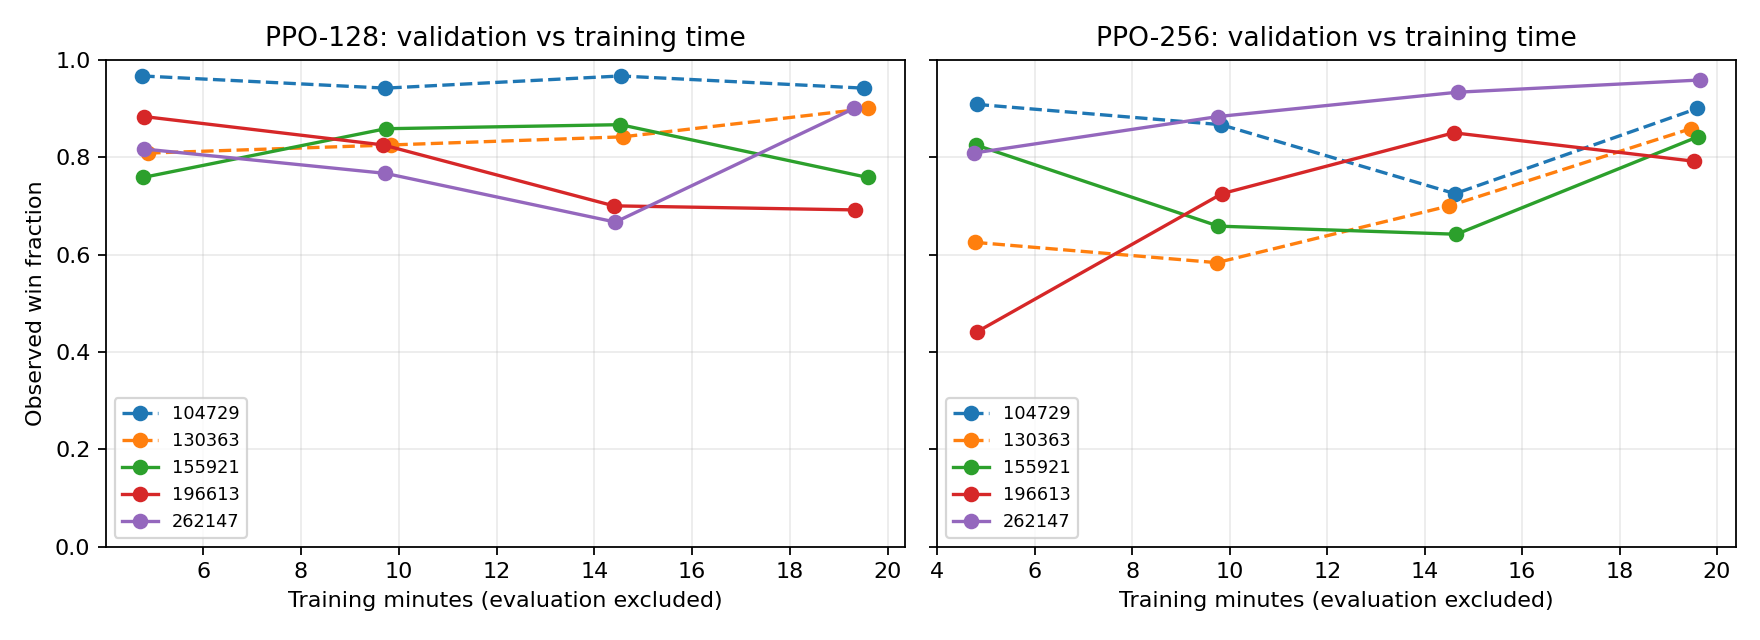 PPO-128: validation vs training time
Observed win fraction
1.0
0.8
0.6
0.4
0.2
0.0
104729
130363
155921
196613
262147
6 8 10 12 14 16 18 20
Training minutes (evaluation excluded)
PPO-256: validation vs training time
104729
130363
155921
196613
262147
4 6 8 10 12 14 16 18 20
Training minutes (evaluation excluded)